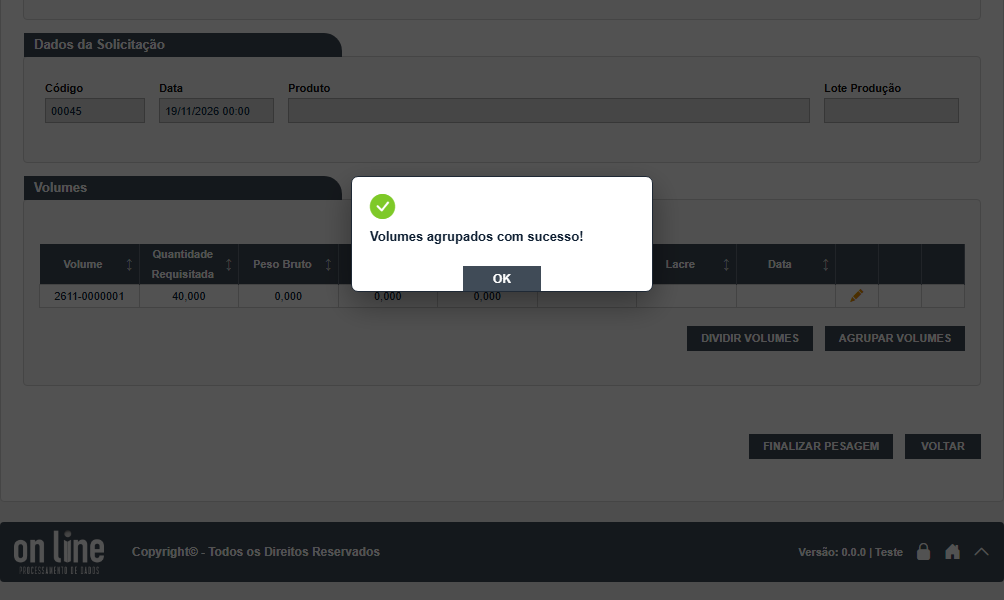 Dados da Solicitação
Código Data Produto Lote Produção
00045 19/11/2026 00:00
Volumes
Volumes agrupados com sucesso!
OK
Volume Quantidade Requisitada Peso Bruto Lacre Data
2611-0000001 40,000 0,000 0,000 0,000
DIVIDIR VOLUMES AGRUPAR VOLUMES
FINALIZAR PESAGEM VOLTAR
on line
PROCESSAMENTO DE DADOS
Copyright© - Todos os Direitos Reservados
Versão: 0.0.0 | Teste